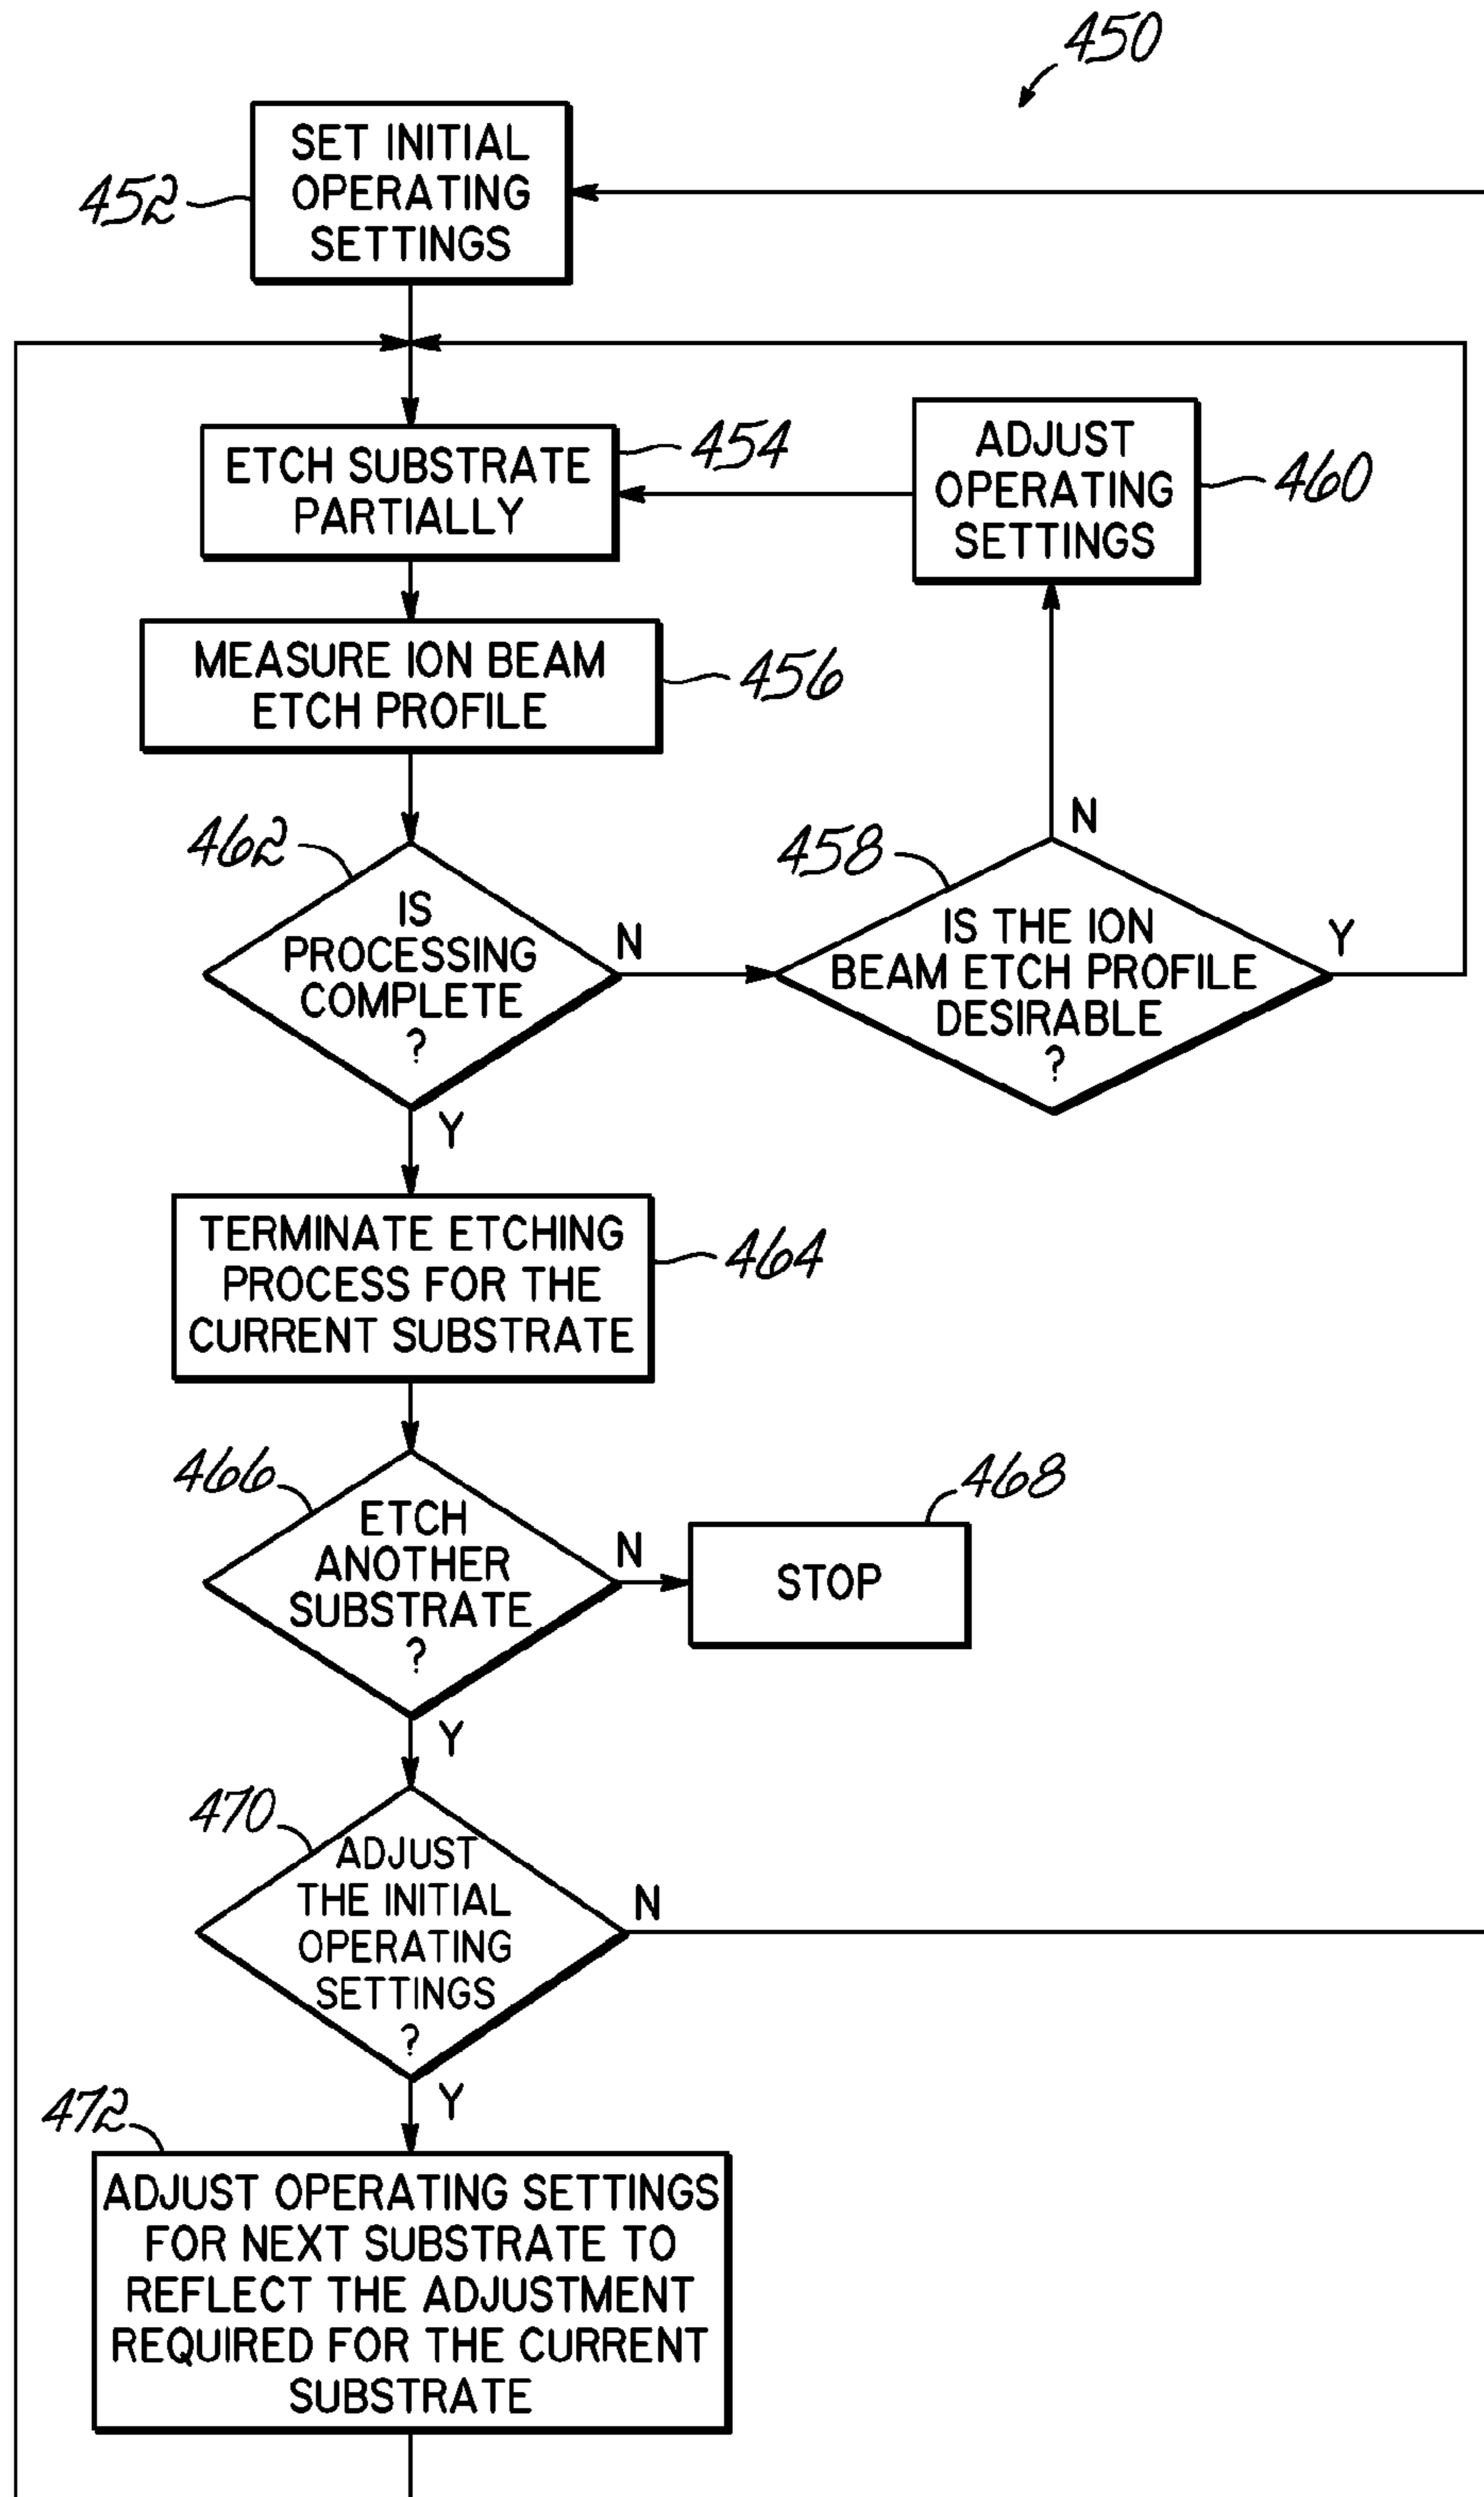 450
SET INITIAL
OPERATING
SETTINGS
452
ETCH SUBSTRATE
PARTIALLY
454
ADJUST
OPERATING
SETTINGS
460
MEASURE ION BEAM
ETCH PROFILE
456
462
IS
PROCESSING
COMPLETE
?
N
Y
458
IS THE ION
BEAM ETCH PROFILE
DESIRABLE
?
N
Y
TERMINATE ETCHING
PROCESS FOR THE
CURRENT SUBSTRATE
464
466
ETCH
ANOTHER
SUBSTRATE
?
N
Y
468
STOP
470
ADJUST
THE INITIAL
OPERATING
SETTINGS
?
N
Y
472
ADJUST OPERATING SETTINGS
FOR NEXT SUBSTRATE TO
REFLECT THE ADJUSTMENT
REQUIRED FOR THE CURRENT
SUBSTRATE